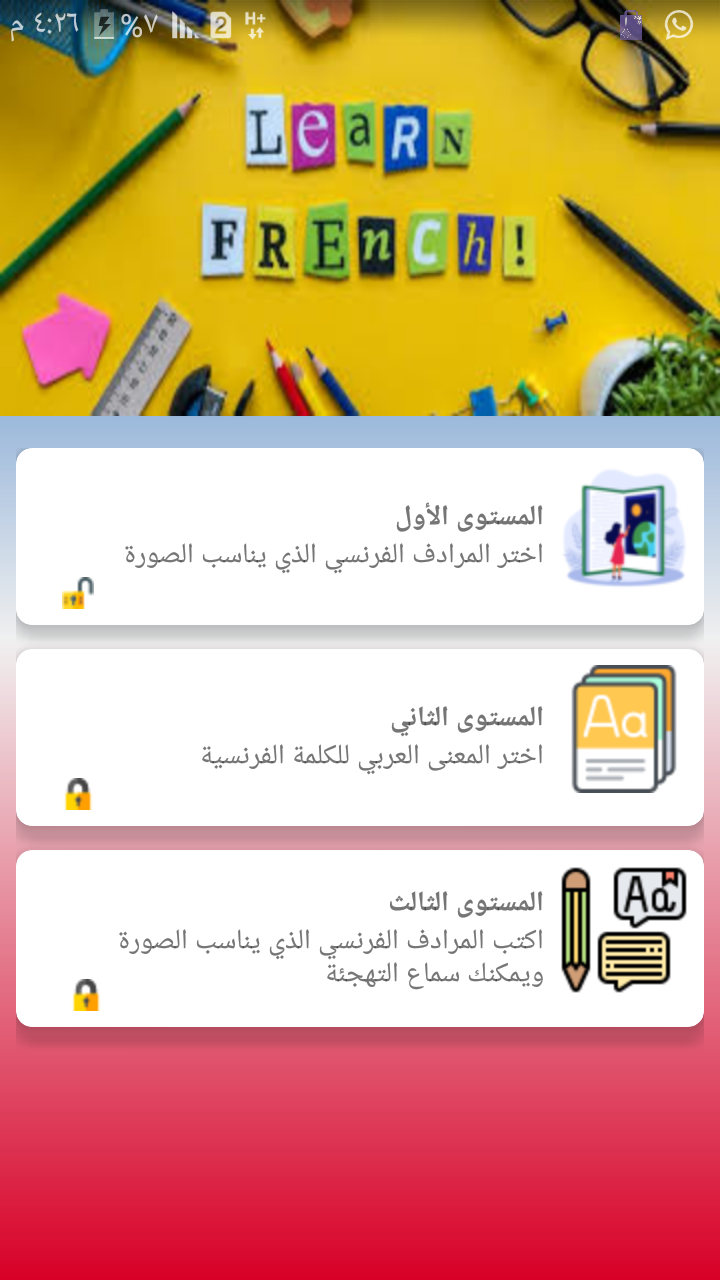 ٤:٢٦ م
%٧
2
H+
LeaRN
FREnCh!
المستوى الأول
اختر المرادف الفرنسي الذي يناسب الصورة
المستوى الثاني
اختر المعنى العربي للكلمة الفرنسية
Aa
المستوى الثالث
اكتب المرادف الفرنسي الذي يناسب الصورة
ويمكنك سماع التهجئة
Aa